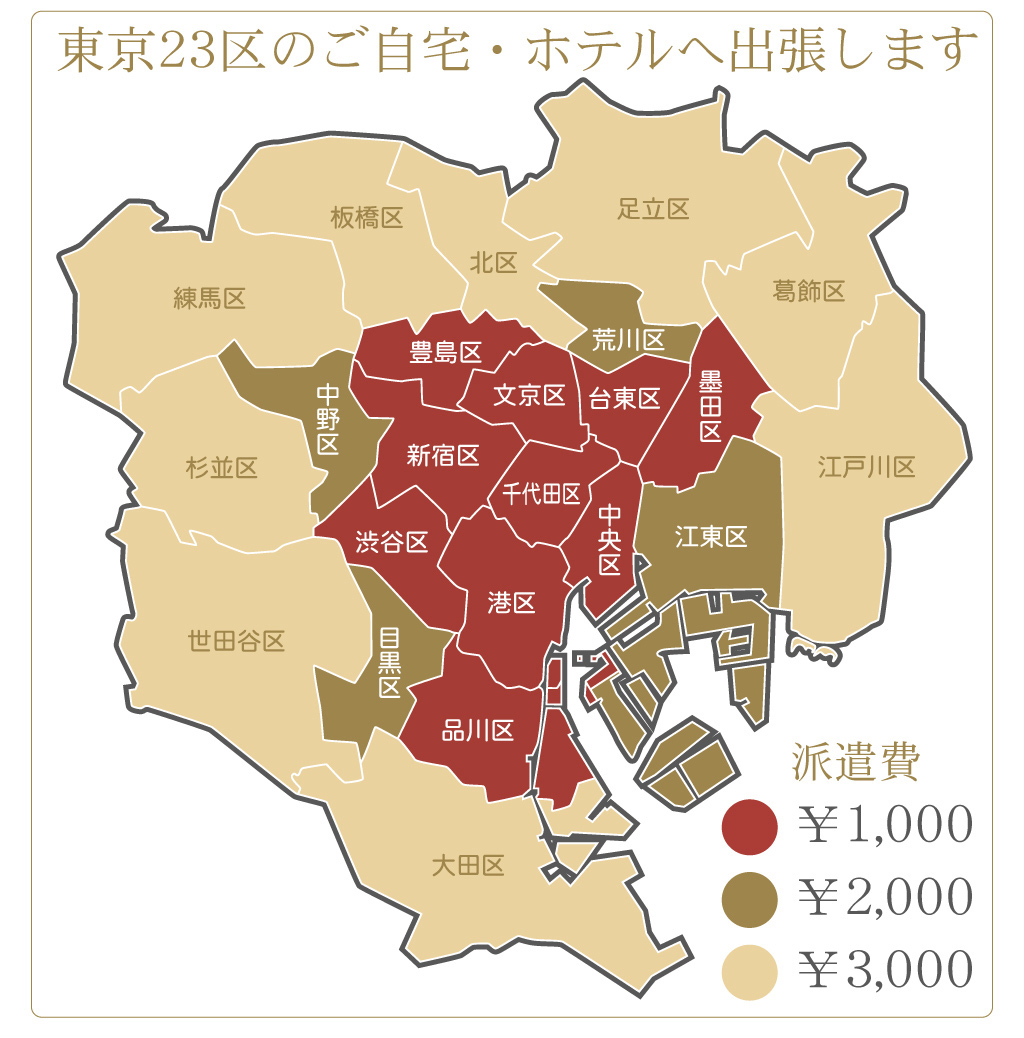 東京23区のご自宅・ホテルへ出張します
足立区
板橋区
北区
葛飾区
練馬区
荒川区
豊島区
文京区
台東区
墨田区
中野区
新宿区
杉並区
江戸川区
千代田区
中央区
江東区
渋谷区
港区
世田谷区
目黒区
品川区
大田区
派遣費
￥1,000
￥2,000
￥3,000